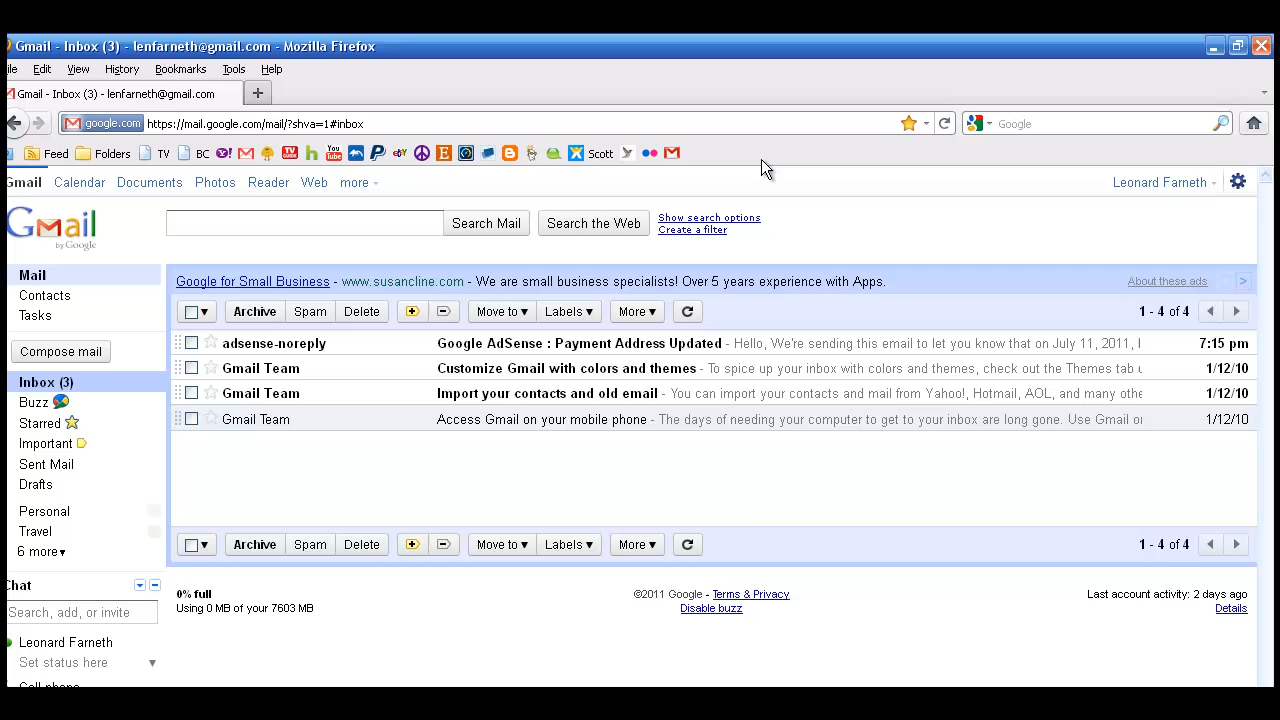 Gmail - Inbox (3) - lenfarneth@gmail.com - Mozilla Firefox
ile Edit View History Bookmarks Tools Help
Gmail - Inbox (3) - lenfarneth@gmail.com +
google.com https://mail.google.com/mail/?shva=1#inbox Google
Feed Folders TV BC Scott
Gmail Calendar Documents Photos Reader Web more Leonard Farneth
Gmail
by Google
Search Mail Search the Web
Show search options
Create a filter
Mail
Contacts
Tasks
Compose mail
Inbox (3)
Buzz
Starred
Important
Sent Mail
Drafts
Personal
Travel
6 more▾
Chat
Search, add, or invite
Leonard Farneth
Set status here
Google for Small Business - www.susancline.com - We are small business specialists! Over 5 years experience with Apps. About these ads >
Archive Spam Delete Move to ▾ Labels ▾ More ▾ 1 - 4 of 4
adsense-noreply Google AdSense : Payment Address Updated - Hello, We're sending this email to let you know that on July 11, 2011, I 7:15 pm
Gmail Team Customize Gmail with colors and themes - To spice up your inbox with colors and themes, check out the Themes tab u 1/12/10
Gmail Team Import your contacts and old email - You can import your contacts and mail from Yahoo!, Hotmail, AOL, and many othe 1/12/10
Gmail Team Access Gmail on your mobile phone - The days of needing your computer to get to your inbox are long gone. Use Gmail or 1/12/10
Archive Spam Delete Move to ▾ Labels ▾ More ▾ 1 - 4 of 4
0% full
Using 0 MB of your 7603 MB
©2011 Google - Terms & Privacy
Disable buzz
Last account activity: 2 days ago
Details